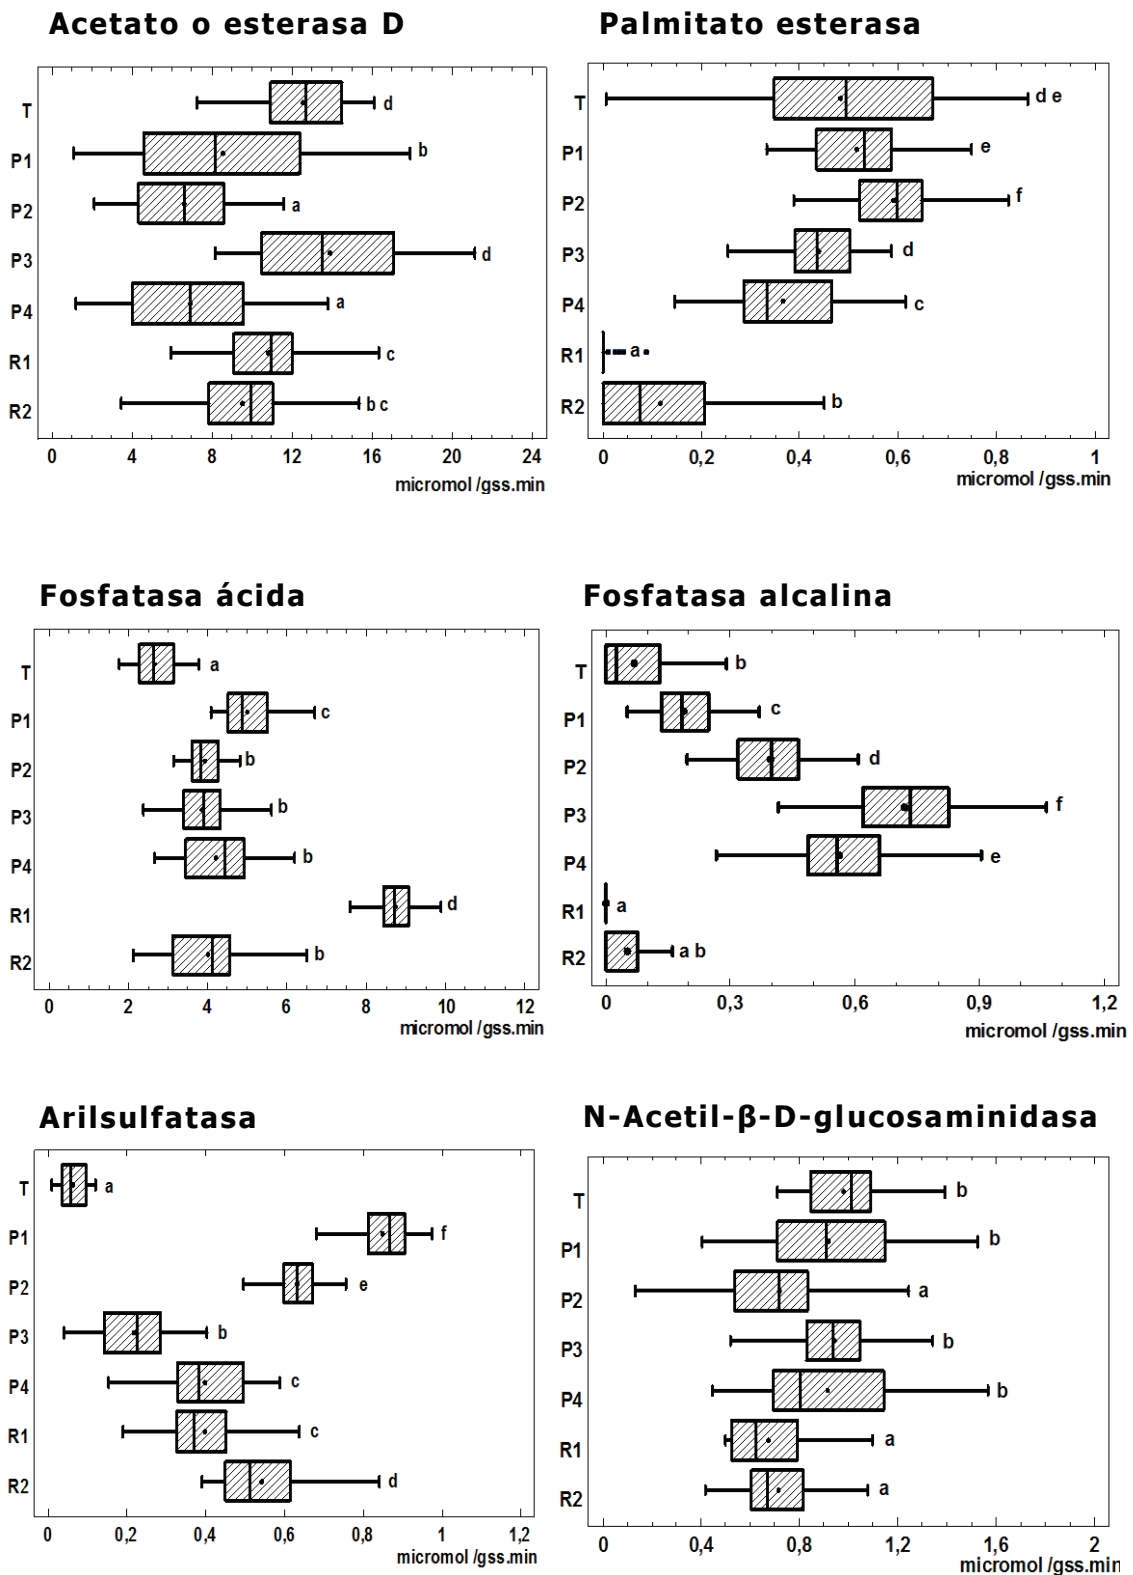 Acetato o esterasa D
T d
P1 b
P2 a
P3 d
P4 a
R1 c
R2 b c
0 4 8 12 16 20 24
micromol /gss.min
Palmitato esterasa
T d e
P1 e
P2 f
P3 d
P4 c
R1 a
R2 b
0 0,2 0,4 0,6 0,8 1
micromol /gss.min
Fosfatasa ácida
T a
P1 c
P2 b
P3 b
P4 b
R1 d
R2 b
0 2 4 6 8 10 12
micromol /gss.min
Fosfatasa alcalina
T b
P1 c
P2 d
P3 f
P4 e
R1 a
R2 a b
0 0,3 0,6 0,9 1,2
micromol /gss.min
Arilsulfatasa
T a
P1 f
P2 e
P3 b
P4 c
R1 c
R2 d
0 0,2 0,4 0,6 0,8 1 1,2
micromol /gss.min
N-Acetil-β-D-glucosaminidasa
T b
P1 b
P2 a
P3 b
P4 b
R1 a
R2 a
0 0,4 0,8 1,2 1,6 2
micromol /gss.min